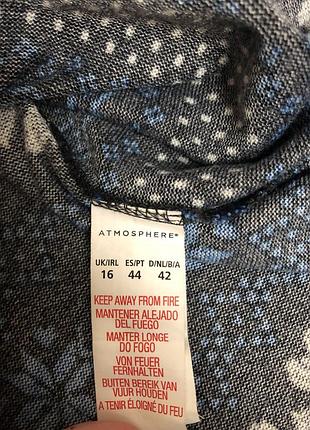 ATMOSPHERE®
UK/IRL ES/PT D/NL/B/A
16 44 42
KEEP AWAY FROM FIRE
MANTENER ALEJADO
DEL FUEGO
MANTER LONGE
DO FOGO
VON FEUER
FERNHALTEN
BUITEN BEREIK VAN
VUUR HOUDEN
A TENIR ÉLOIGNÉ DU FEU